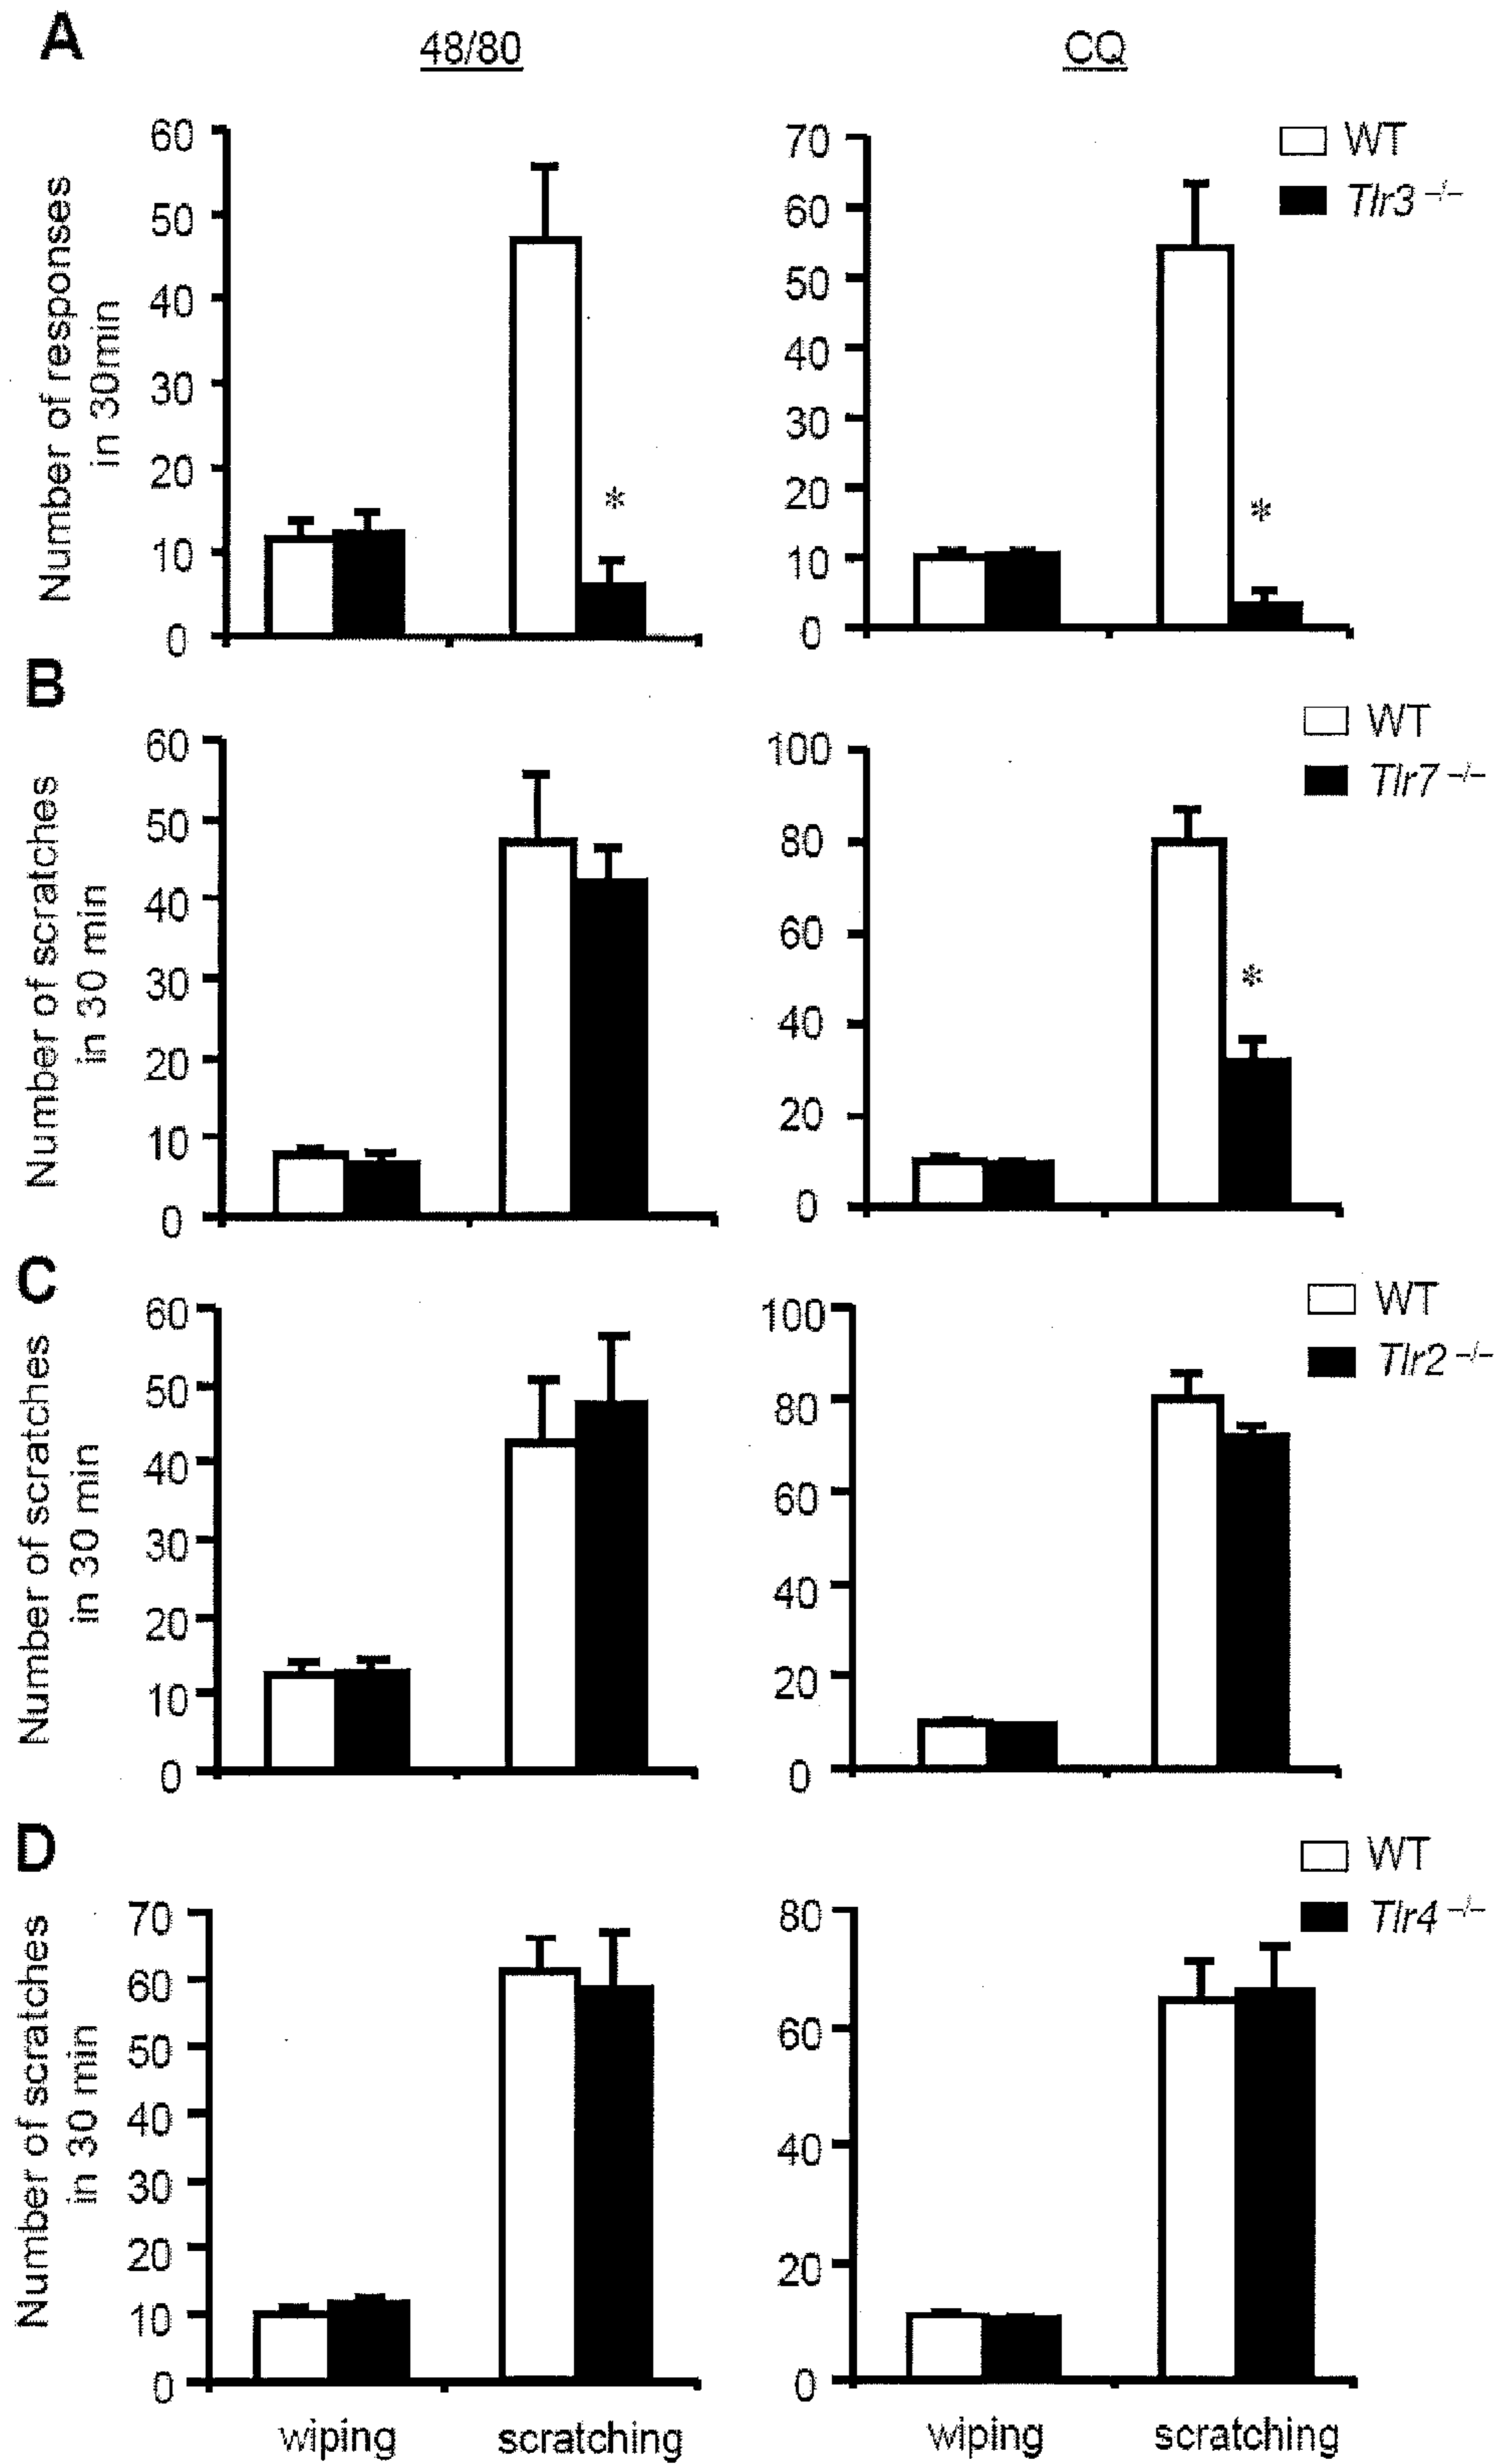 A
48/80
CQ
Number of responses
in 30min
60
50
40
30
20
10
0
*
70
60
50
40
30
20
10
0
*
WT
Tlr3 –/–
B
Number of scratches
in 30 min
60
50
40
30
20
10
0
100
80
60
40
20
0
*
WT
Tlr7 –/–
C
Number of scratches
in 30 min
60
50
40
30
20
10
0
100
80
60
40
20
0
WT
Tlr2 –/–
D
Number of scratches
in 30 min
70
60
50
40
30
20
10
0
wiping scratching
80
60
40
20
0
wiping scratching
WT
Tlr4 –/–